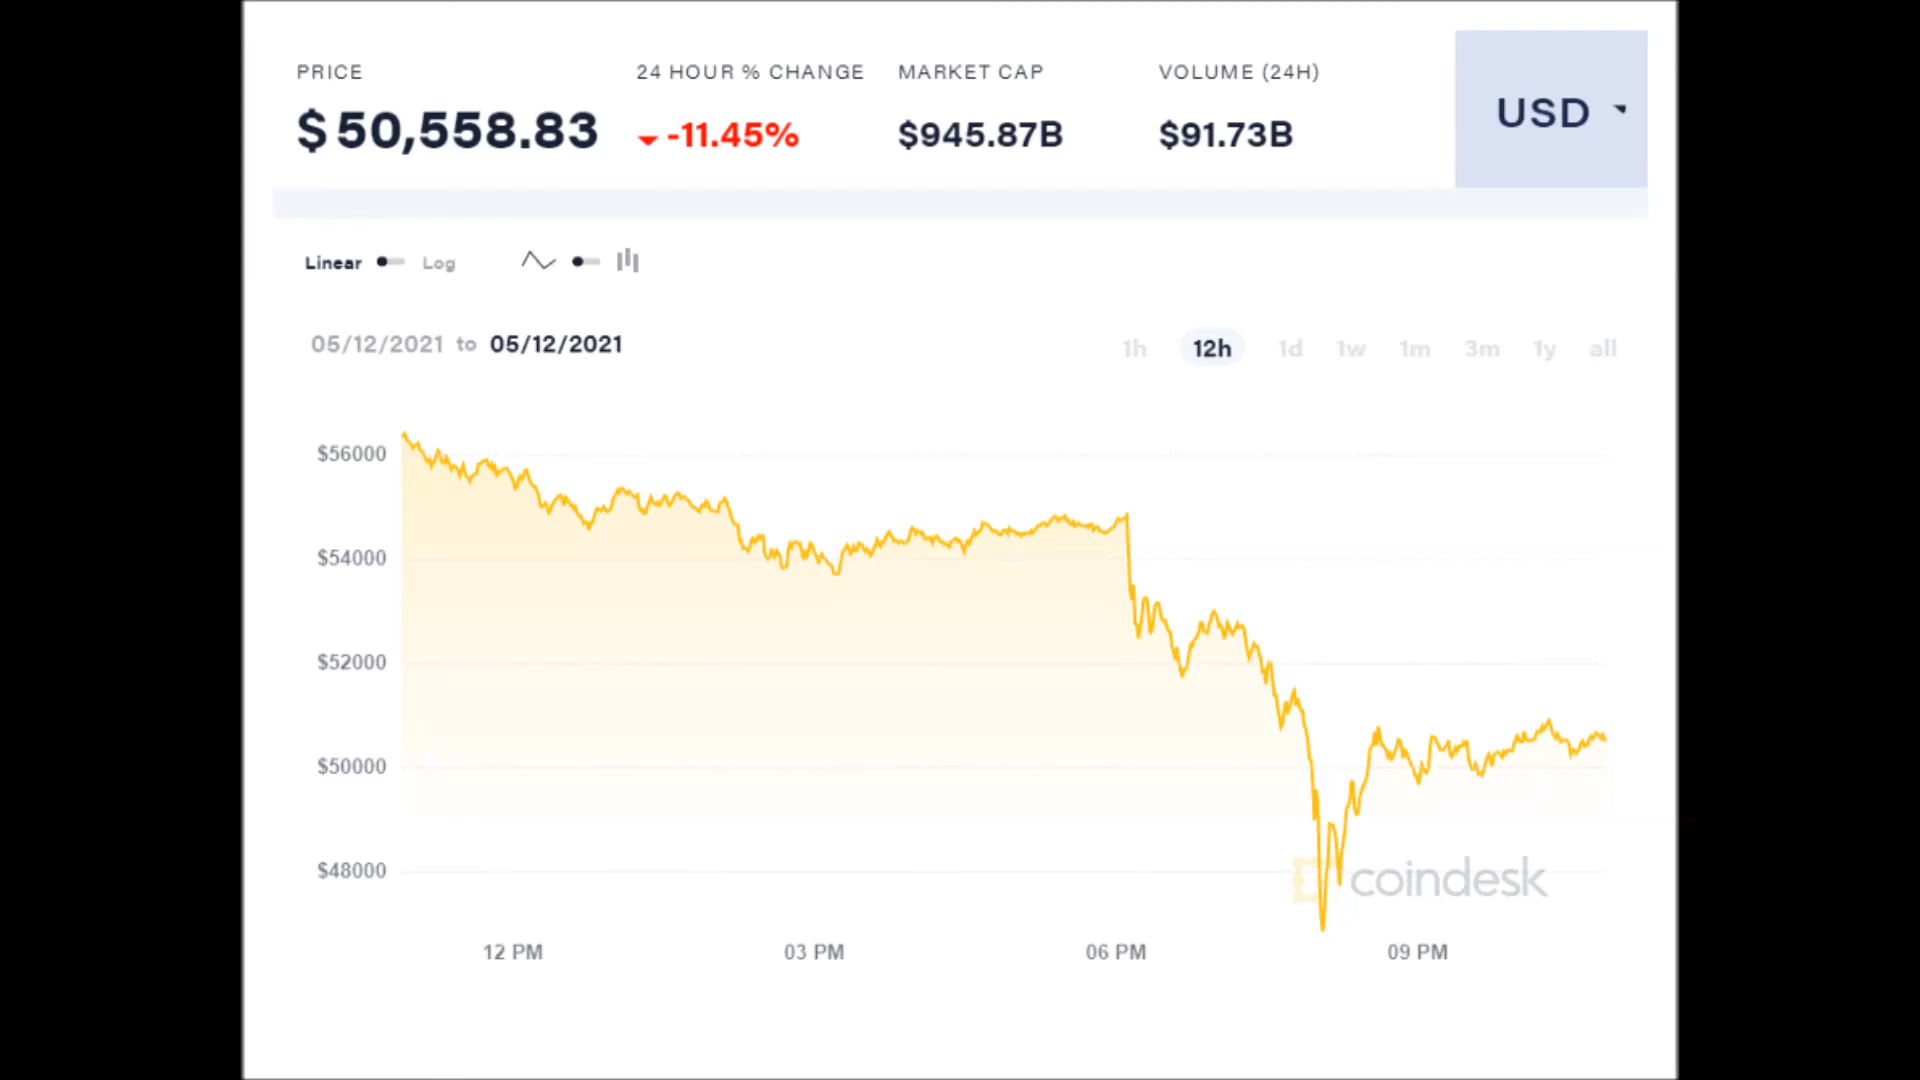 PRICE 24 HOUR % CHANGE MARKET CAP VOLUME (24H)
$50,558.83 -11.45% $945.87B $91.73B USD
Linear Log
05/12/2021 to 05/12/2021 1h 12h 1d 1w 1m 3m 1y all
$56000
$54000
$52000
$50000
$48000
coindesk
12 PM 03 PM 06 PM 09 PM